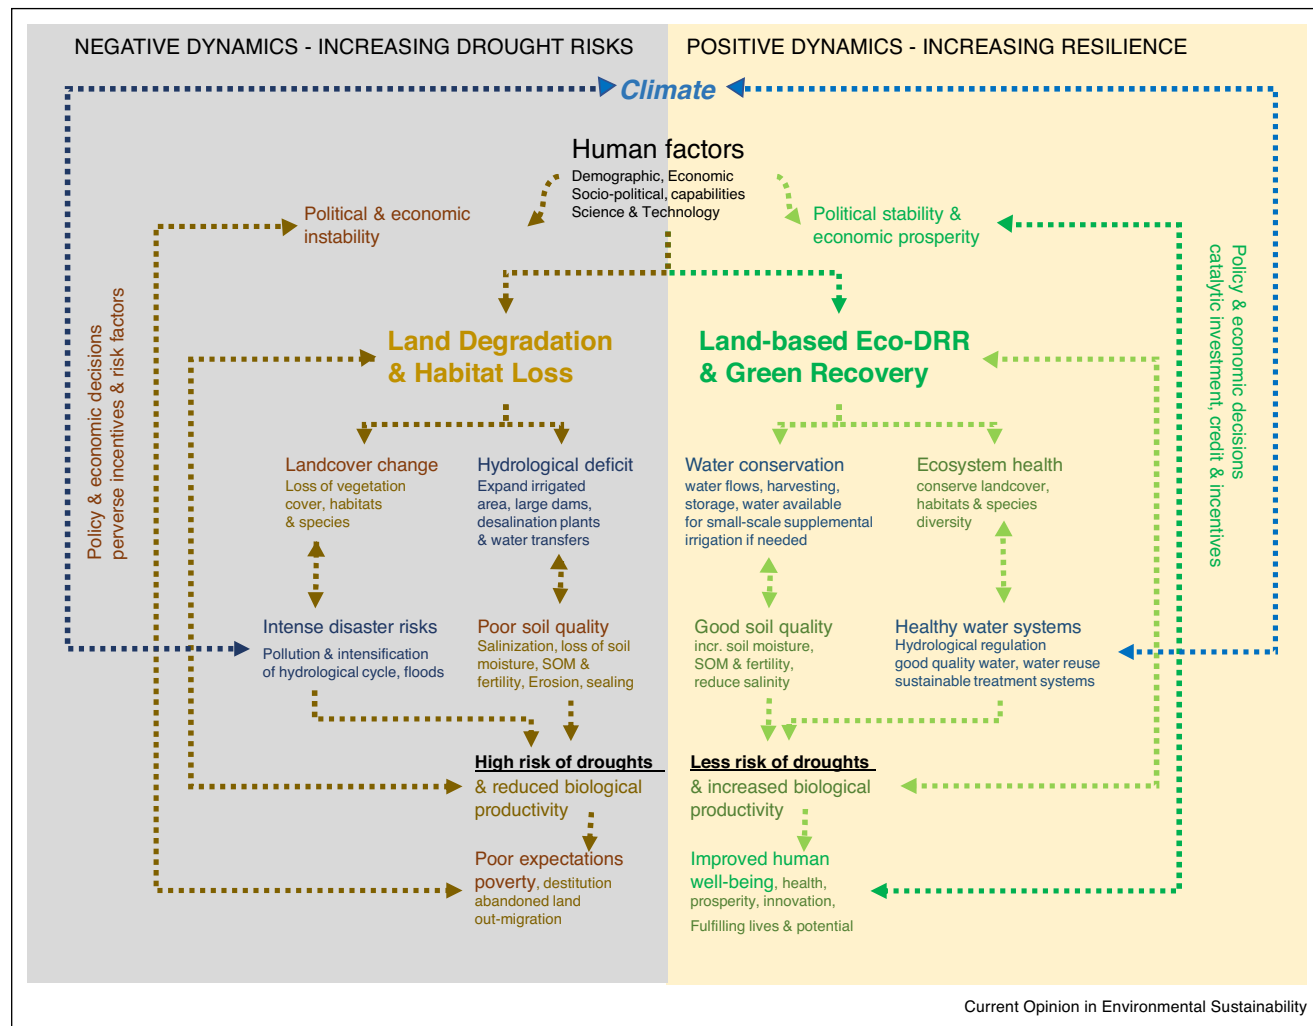 NEGATIVE DYNAMICS - INCREASING DROUGHT RISKS
POSITIVE DYNAMICS - INCREASING RESILIENCE
Climate
Human factors
Demographic, Economic
Socio-political, capabilities
Science & Technology
Political & economic
instability
Political stability &
economic prosperity
Policy & economic decisions
perverse incentives & risk factors
Policy & economic decisions
catalytic investment, credit & incentives
Land Degradation
& Habitat Loss
Land-based Eco-DRR
& Green Recovery
Landcover change
Loss of vegetation
cover, habitats
& species
Hydrological deficit
Expand irrigated
area, large dams,
desalination plants
& water transfers
Water conservation
water flows, harvesting,
storage, water available
for small-scale supplemental
irrigation if needed
Ecosystem health
conserve landcover,
habitats & species
diversity
Intense disaster risks
Pollution & intensification
of hydrological cycle, floods
Poor soil quality
Salinization, loss of soil
moisture, SOM &
fertility, Erosion, sealing
Good soil quality
incr. soil moisture,
SOM & fertility,
reduce salinity
Healthy water systems
Hydrological regulation
good quality water, water reuse
sustainable treatment systems
High risk of droughts
& reduced biological
productivity
Less risk of droughts
& increased biological
productivity
Poor expectations
poverty, destitution
abandoned land
out-migration
Improved human
well-being, health,
prosperity, innovation,
Fulfilling lives & potential
Current Opinion in Environmental Sustainability